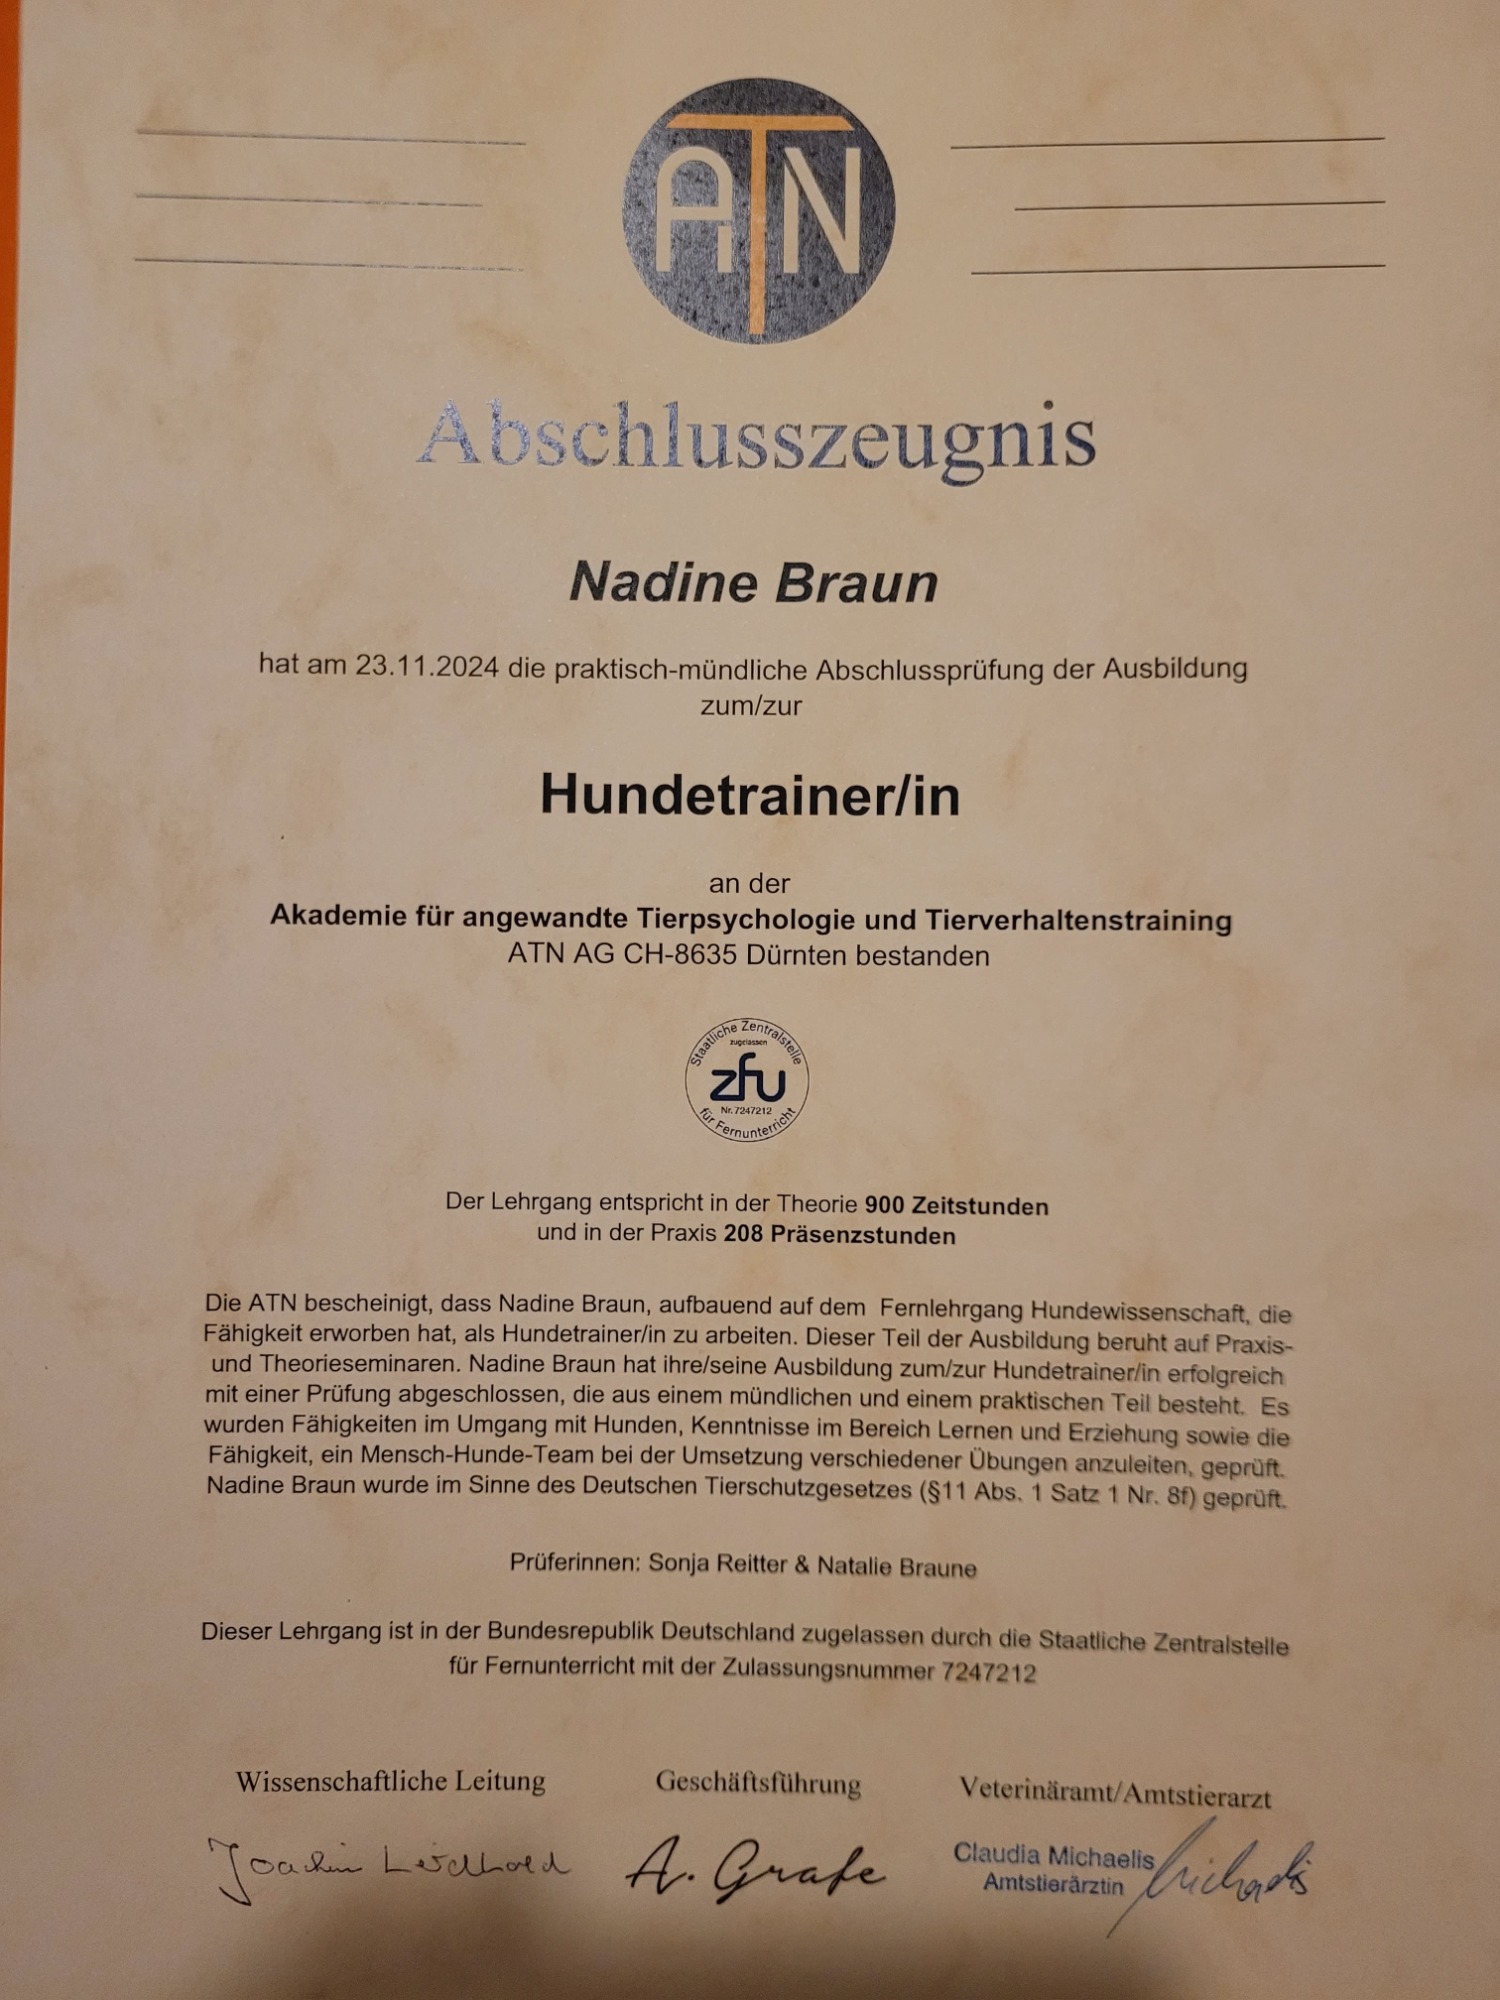 ATN
Abschlusszeugnis
Nadine Braun
hat am 23.11.2024 die praktisch-mündliche Abschlussprüfung der Ausbildung
zum/zur
Hundetrainer/in
an der
Akademie für angewandte Tierpsychologie und Tierverhaltenstraining
ATN AG CH-8635 Dürnten bestanden
Staatliche Zentralstelle
zugelassen
zfu
Nr. 7247212
für Fernunterricht
Der Lehrgang entspricht in der Theorie 900 Zeitstunden
und in der Praxis 208 Präsenzstunden
Die ATN bescheinigt, dass Nadine Braun, aufbauend auf dem Fernlehrgang Hundewissenschaft, die
Fähigkeit erworben hat, als Hundetrainer/in zu arbeiten. Dieser Teil der Ausbildung beruht auf Praxis-
und Theorieseminaren. Nadine Braun hat ihre/seine Ausbildung zum/zur Hundetrainer/in erfolgreich
mit einer Prüfung abgeschlossen, die aus einem mündlichen und einem praktischen Teil besteht. Es
wurden Fähigkeiten im Umgang mit Hunden, Kenntnisse im Bereich Lernen und Erziehung sowie die
Fähigkeit, ein Mensch-Hunde-Team bei der Umsetzung verschiedener Übungen anzuleiten, geprüft.
Nadine Braun wurde im Sinne des Deutschen Tierschutzgesetzes (§11 Abs. 1 Satz 1 Nr. 8f) geprüft.
Prüferinnen: Sonja Reitter & Natalie Braune
Dieser Lehrgang ist in der Bundesrepublik Deutschland zugelassen durch die Staatliche Zentralstelle
für Fernunterricht mit der Zulassungsnummer 7247212
Wissenschaftliche Leitung Geschäftsführung Veterinäramt/Amtstierarzt
Joachim A. Grafe Claudia Michaelis Michaelis
Amtstierärztin